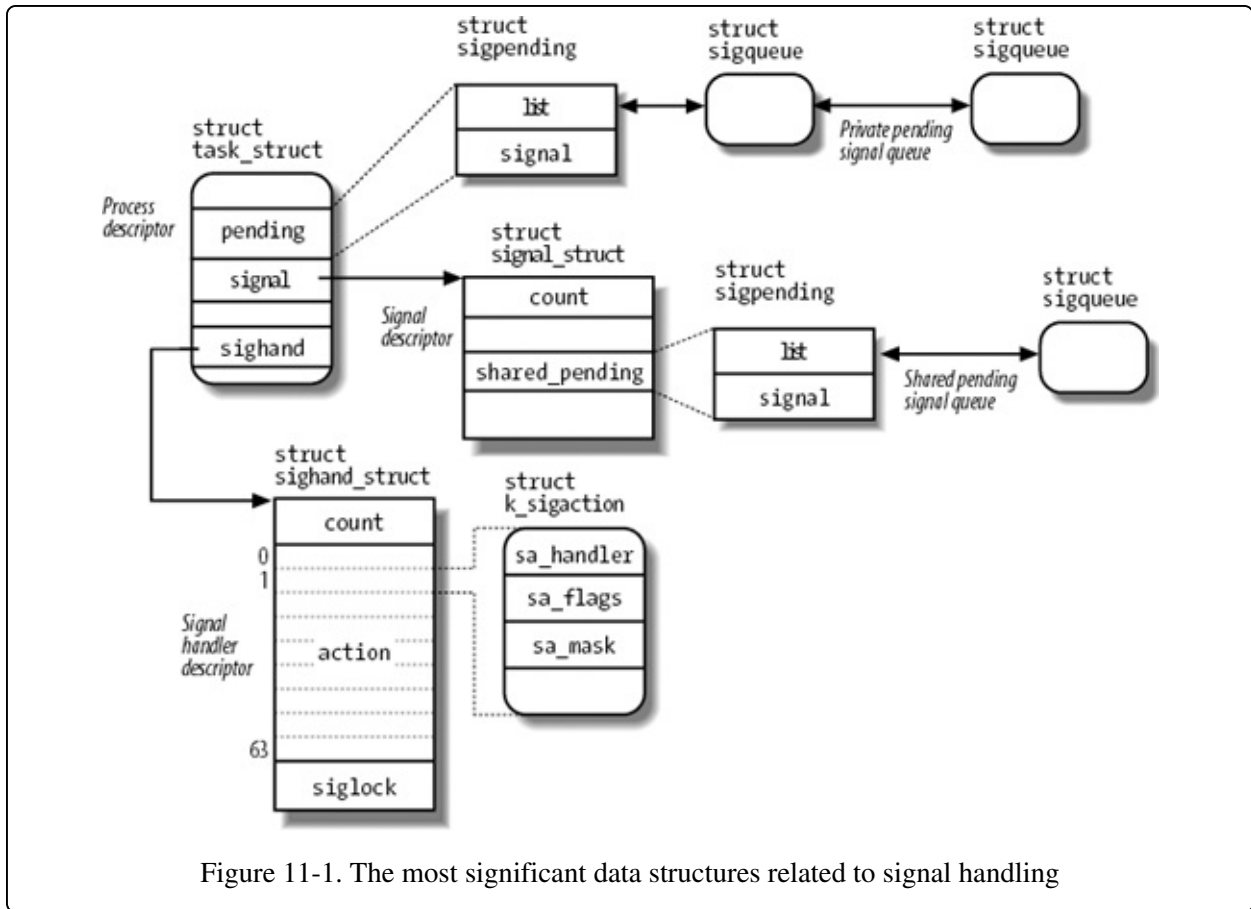 struct
sigpending
struct
sigqueue
struct
sigqueue
list
signal
Private pending
signal queue
struct
task_struct
Process
descriptor
pending
signal
sighand
struct
signal_struct
Signal
descriptor
count
shared_pending
struct
sigpending
list
signal
struct
sigqueue
Shared pending
signal queue
struct
sighand_struct
count
0
1
Signal
handler
descriptor
action
63
siglock
struct
k_sigaction
sa_handler
sa_flags
sa_mask
Figure 11-1. The most significant data structures related to signal handling